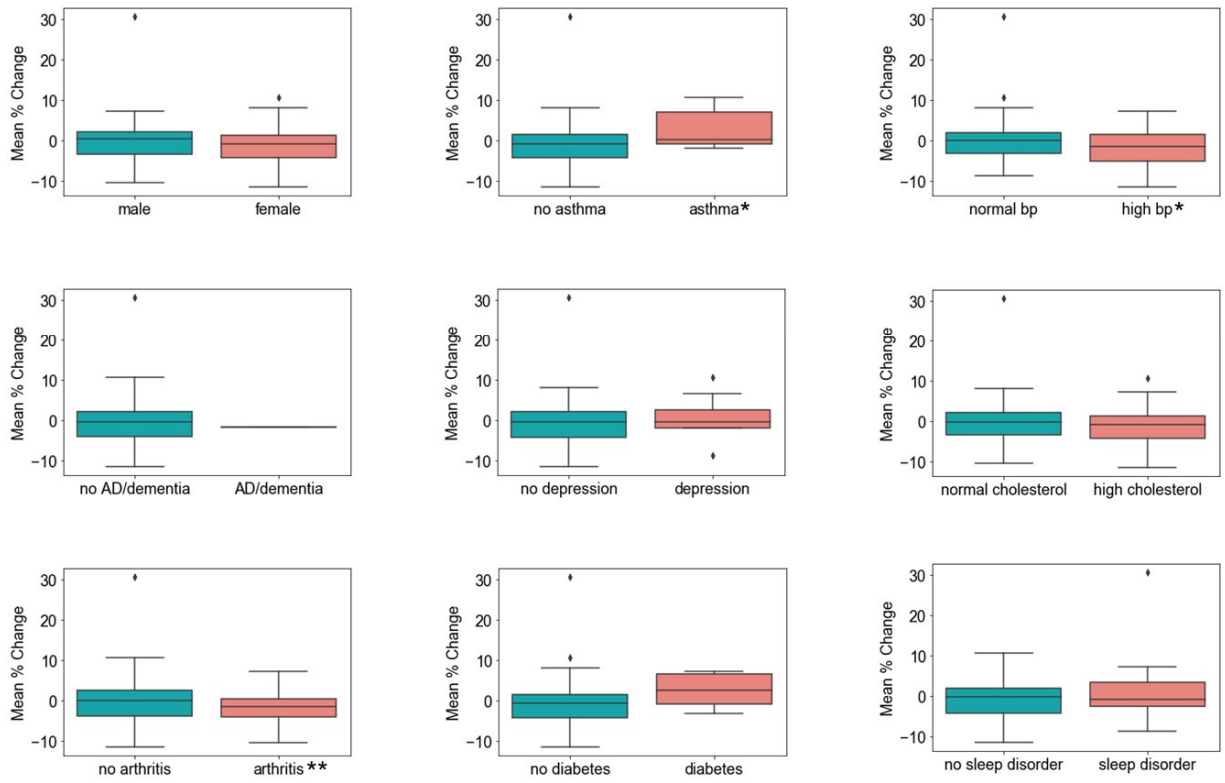 Mean % Change
30
20
10
0
−10
male female
Mean % Change
30
20
10
0
−10
no asthma asthma*
Mean % Change
30
20
10
0
−10
normal bp high bp*
Mean % Change
30
20
10
0
−10
no AD/dementia AD/dementia
Mean % Change
30
20
10
0
−10
no depression depression
Mean % Change
30
20
10
0
−10
normal cholesterol high cholesterol
Mean % Change
30
20
10
0
−10
no arthritis arthritis**
Mean % Change
30
20
10
0
−10
no diabetes diabetes
Mean % Change
30
20
10
0
−10
no sleep disorder sleep disorder